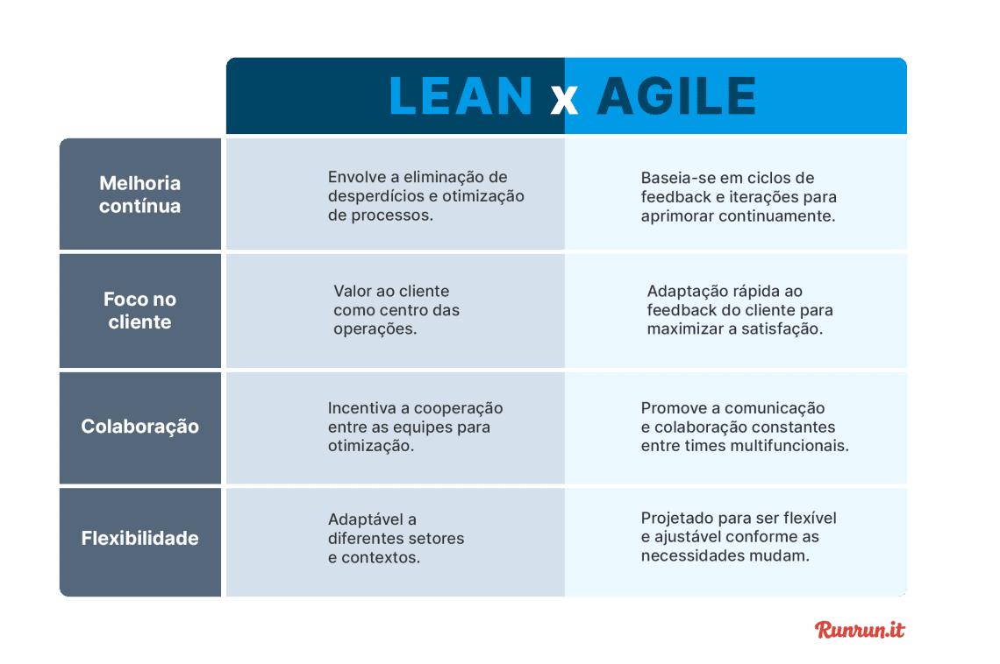 LEAN x AGILE
Melhoria
contínua
Envolve a eliminação de
desperdícios e otimização
de processos.
Baseia-se em ciclos de
feedback e iterações para
aprimorar continuamente.
Foco no
cliente
Valor ao cliente
como centro das
operações.
Adaptação rápida ao
feedback do cliente para
maximizar a satisfação.
Colaboração
Incentiva a cooperação
entre as equipes para
otimização.
Promove a comunicação
e colaboração constantes
entre times multifuncionais.
Flexibilidade
Adaptável a
diferentes setores
e contextos.
Projetado para ser flexível
e ajustável conforme as
necessidades mudam.
Runrun.it